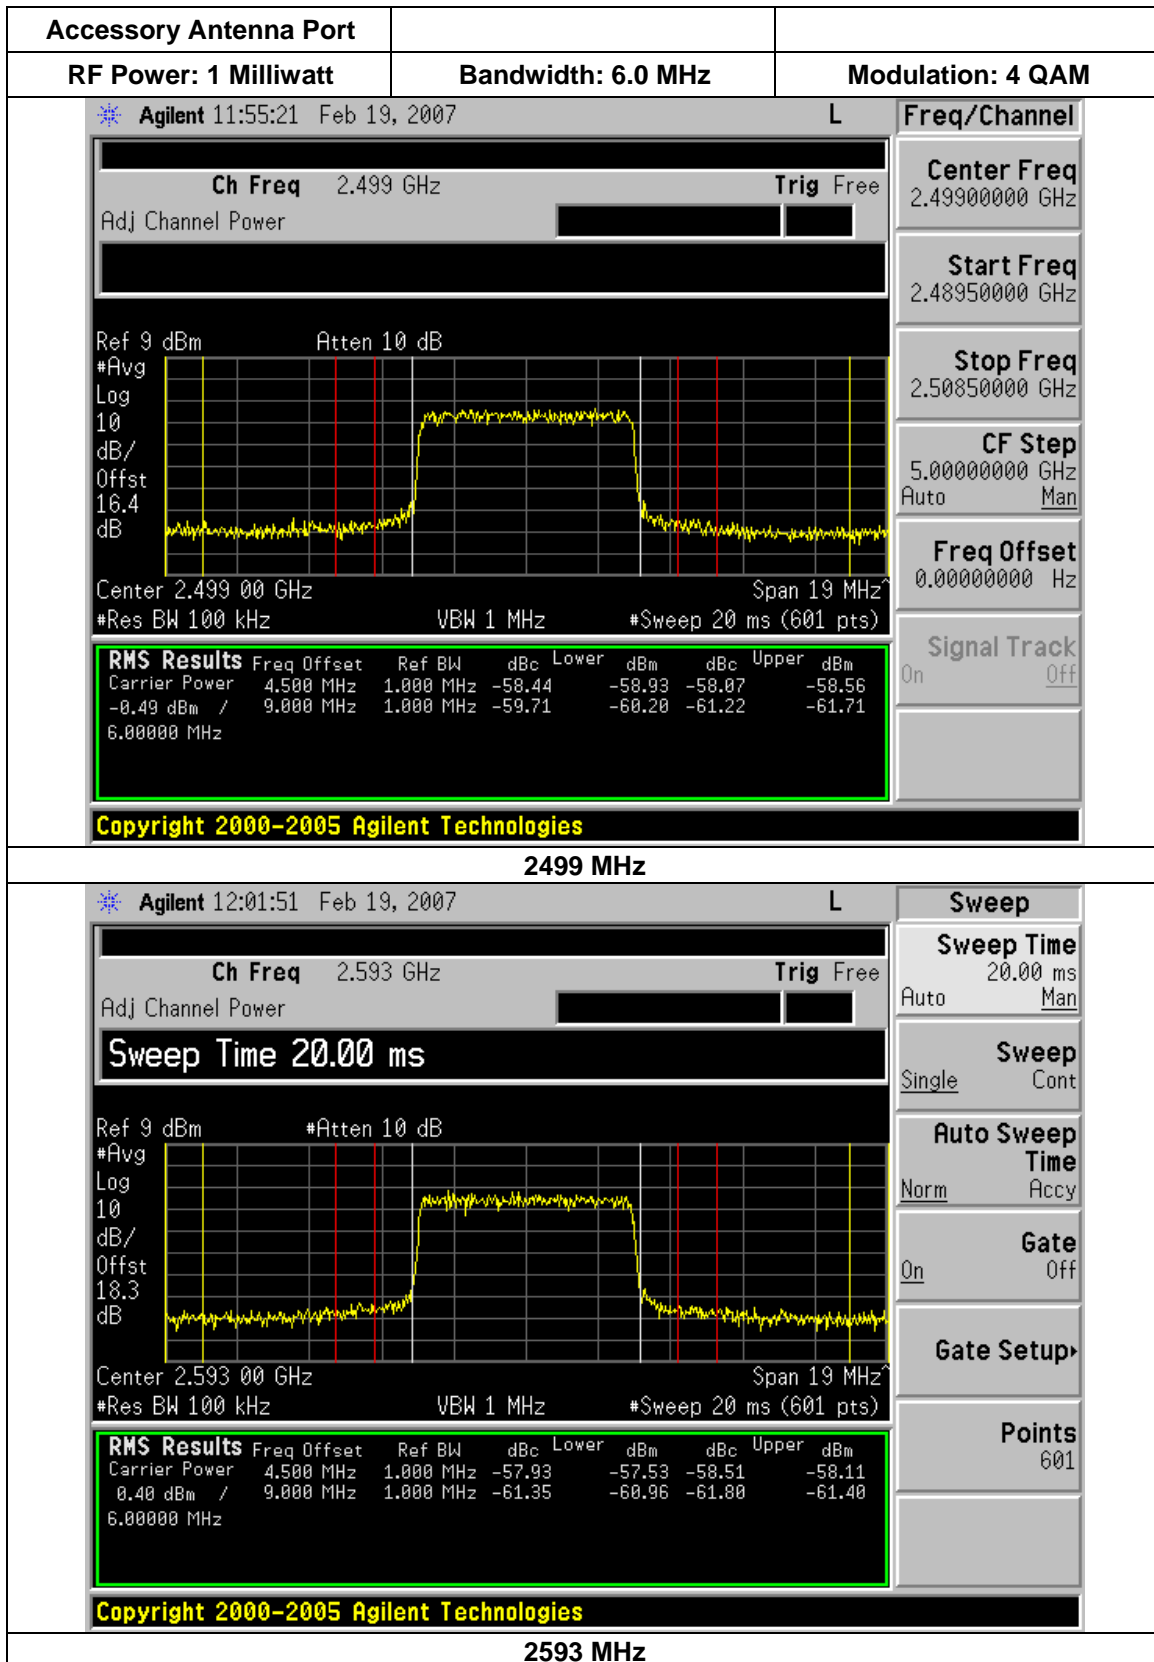 Accessory Antenna Port
RF Power: 1 Milliwatt Bandwidth: 6.0 MHz Modulation: 4 QAM
Agilent 11:55:21 Feb 19, 2007 L Freq/Channel
Ch Freq 2.499 GHz Trig Free
Adj Channel Power
Center Freq
2.49900000 GHz
Start Freq
2.48950000 GHz
Stop Freq
2.50850000 GHz
CF Step
5.00000000 GHz
Auto Man
Freq Offset
0.00000000 Hz
Signal Track
On Off
Ref 9 dBm Atten 10 dB
#Avg
Log
10
dB/
Offst
16.4
dB
Center 2.499 00 GHz Span 19 MHz^
#Res BW 100 kHz VBW 1 MHz #Sweep 20 ms (601 pts)
RMS Results Freq Offset Ref BW dBc Lower dBm dBc Upper dBm
Carrier Power 4.500 MHz 1.000 MHz -58.44 -58.93 -58.07 -58.56
-0.49 dBm / 9.000 MHz 1.000 MHz -59.71 -60.20 -61.22 -61.71
6.00000 MHz
Copyright 2000-2005 Agilent Technologies
2499 MHz
Agilent 12:01:51 Feb 19, 2007 L Sweep
Ch Freq 2.593 GHz Trig Free
Adj Channel Power
Sweep Time 20.00 ms
Sweep Time
20.00 ms
Auto Man
Sweep
Single Cont
Auto Sweep
Time
Norm Accy
Gate
On Off
Gate Setup▸
Points
601
Ref 9 dBm #Atten 10 dB
#Avg
Log
10
dB/
Offst
18.3
dB
Center 2.593 00 GHz Span 19 MHz^
#Res BW 100 kHz VBW 1 MHz #Sweep 20 ms (601 pts)
RMS Results Freq Offset Ref BW dBc Lower dBm dBc Upper dBm
Carrier Power 4.500 MHz 1.000 MHz -57.93 -57.53 -58.51 -58.11
0.40 dBm / 9.000 MHz 1.000 MHz -61.35 -60.96 -61.80 -61.40
6.00000 MHz
Copyright 2000-2005 Agilent Technologies
2593 MHz